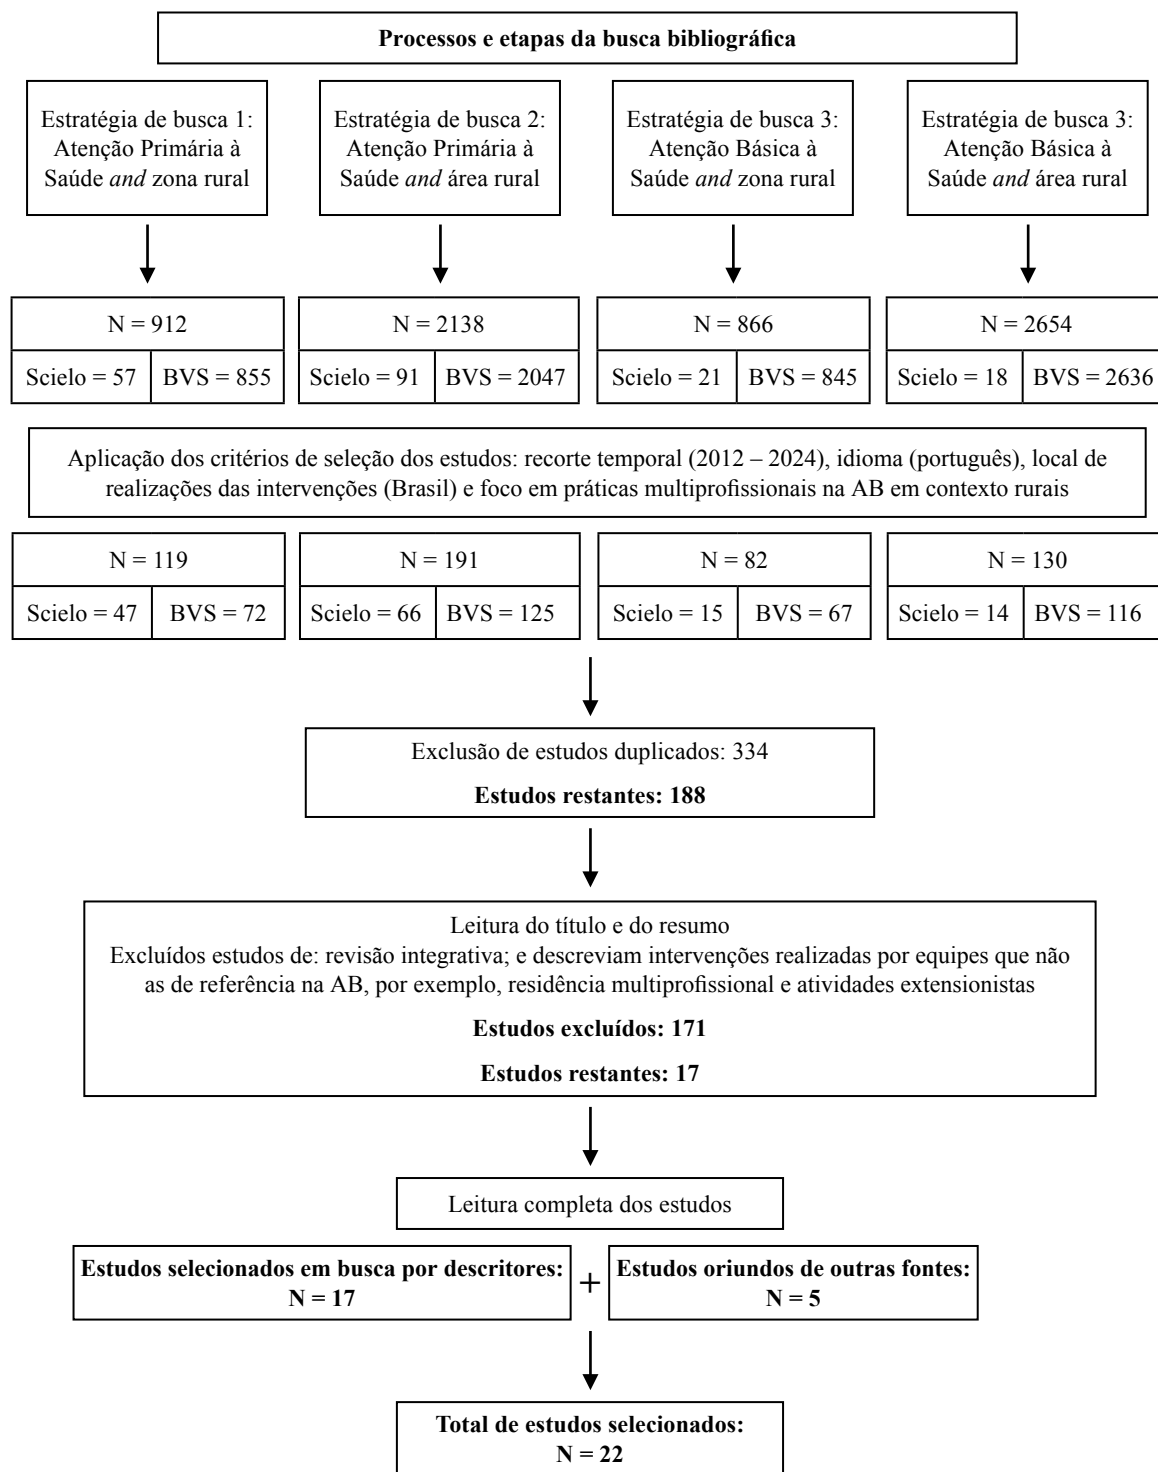 Processos e etapas da busca bibliográfica
Estratégia de busca 1:
Atenção Primária à
Saúde and zona rural
Estratégia de busca 2:
Atenção Primária à
Saúde and área rural
Estratégia de busca 3:
Atenção Básica à
Saúde and zona rural
Estratégia de busca 3:
Atenção Básica à
Saúde and área rural
N = 912
Scielo = 57
BVS = 855
N = 2138
Scielo = 91
BVS = 2047
N = 866
Scielo = 21
BVS = 845
N = 2654
Scielo = 18
BVS = 2636
Aplicação dos critérios de seleção dos estudos: recorte temporal (2012 – 2024), idioma (português), local de
realizações das intervenções (Brasil) e foco em práticas multiprofissionais na AB em contexto rurais
N = 119
Scielo = 47
BVS = 72
N = 191
Scielo = 66
BVS = 125
N = 82
Scielo = 15
BVS = 67
N = 130
Scielo = 14
BVS = 116
Exclusão de estudos duplicados: 334
Estudos restantes: 188
Leitura do título e do resumo
Excluídos estudos de: revisão integrativa; e descreviam intervenções realizadas por equipes que não
as de referência na AB, por exemplo, residência multiprofissional e atividades extensionistas
Estudos excluídos: 171
Estudos restantes: 17
Leitura completa dos estudos
Estudos selecionados em busca por descritores:
N = 17
+
Estudos oriundos de outras fontes:
N = 5
Total de estudos selecionados:
N = 22